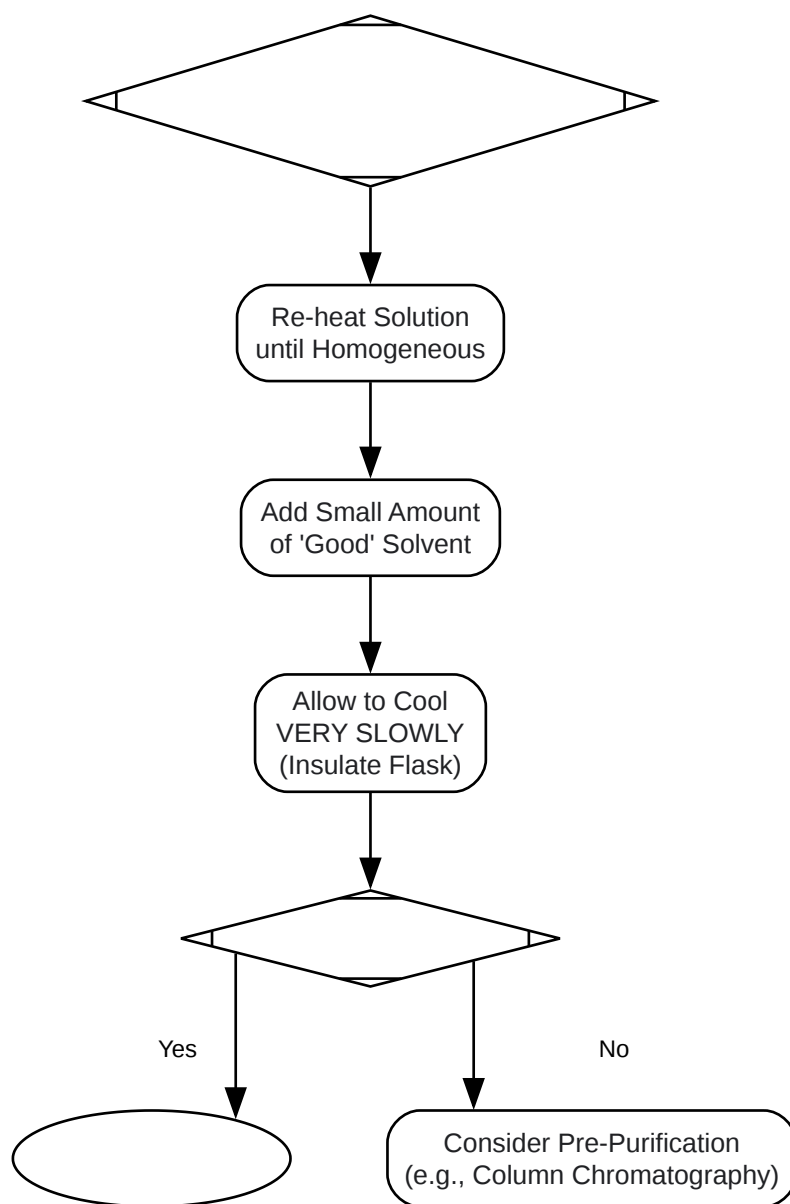 Re-heat Solution
until Homogeneous
Add Small Amount
of 'Good' Solvent
Allow to Cool
VERY SLOWLY
(Insulate Flask)
Yes
No
Consider Pre-Purification
(e.g., Column Chromatography)